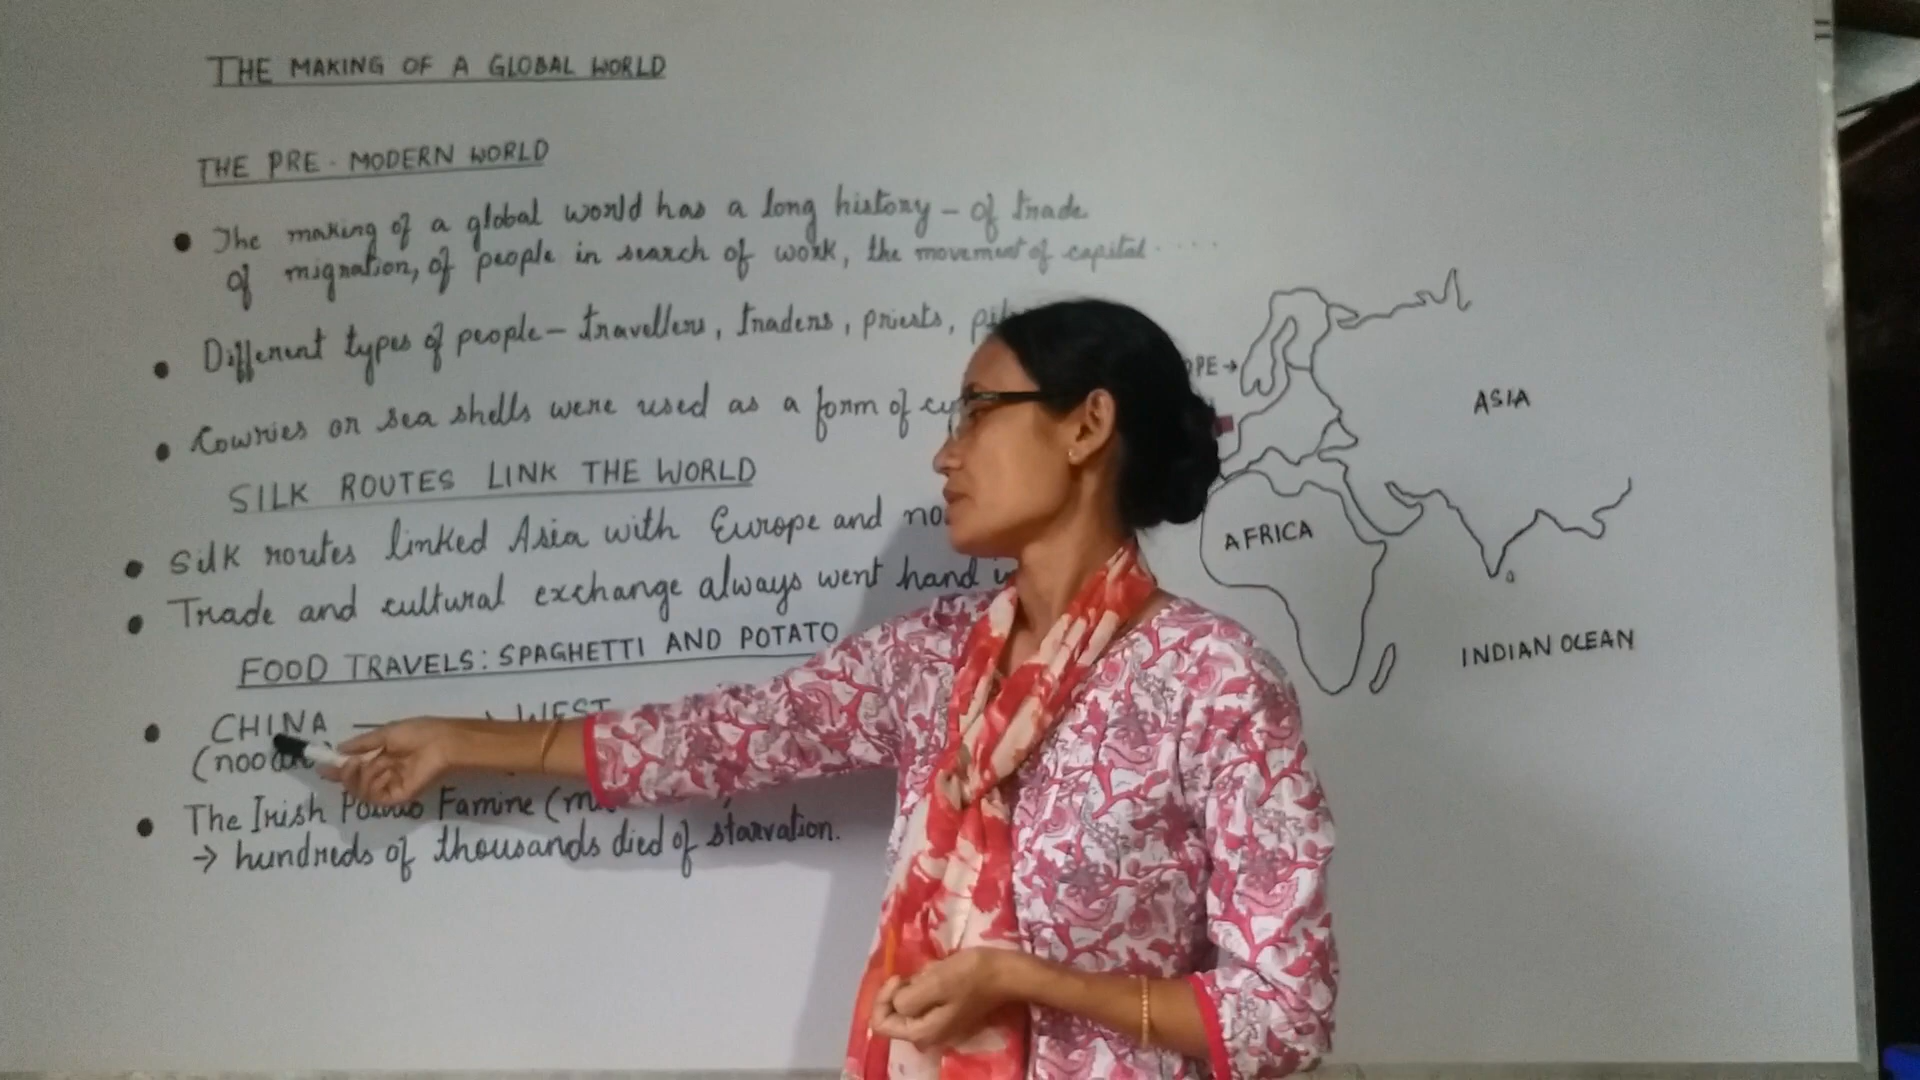 THE MAKING OF A GLOBAL WORLD
THE PRE-MODERN WORLD
• The making of a global world has a long history - of trade
of migration, of people in search of work, the movement of capital.....
• Different types of people - travellers, traders, priests,
• Cowries or sea shells were used as a form of
SILK ROUTES LINK THE WORLD
• Silk routes linked Asia with Europe and
• Trade and cultural exchange always went hand
FOOD TRAVELS: SPAGHETTI AND POTATO
• CHINA → WEST
• The Irish Potato Famine
→ hundreds of thousands died of starvation.
ASIA
AFRICA
INDIAN OCEAN